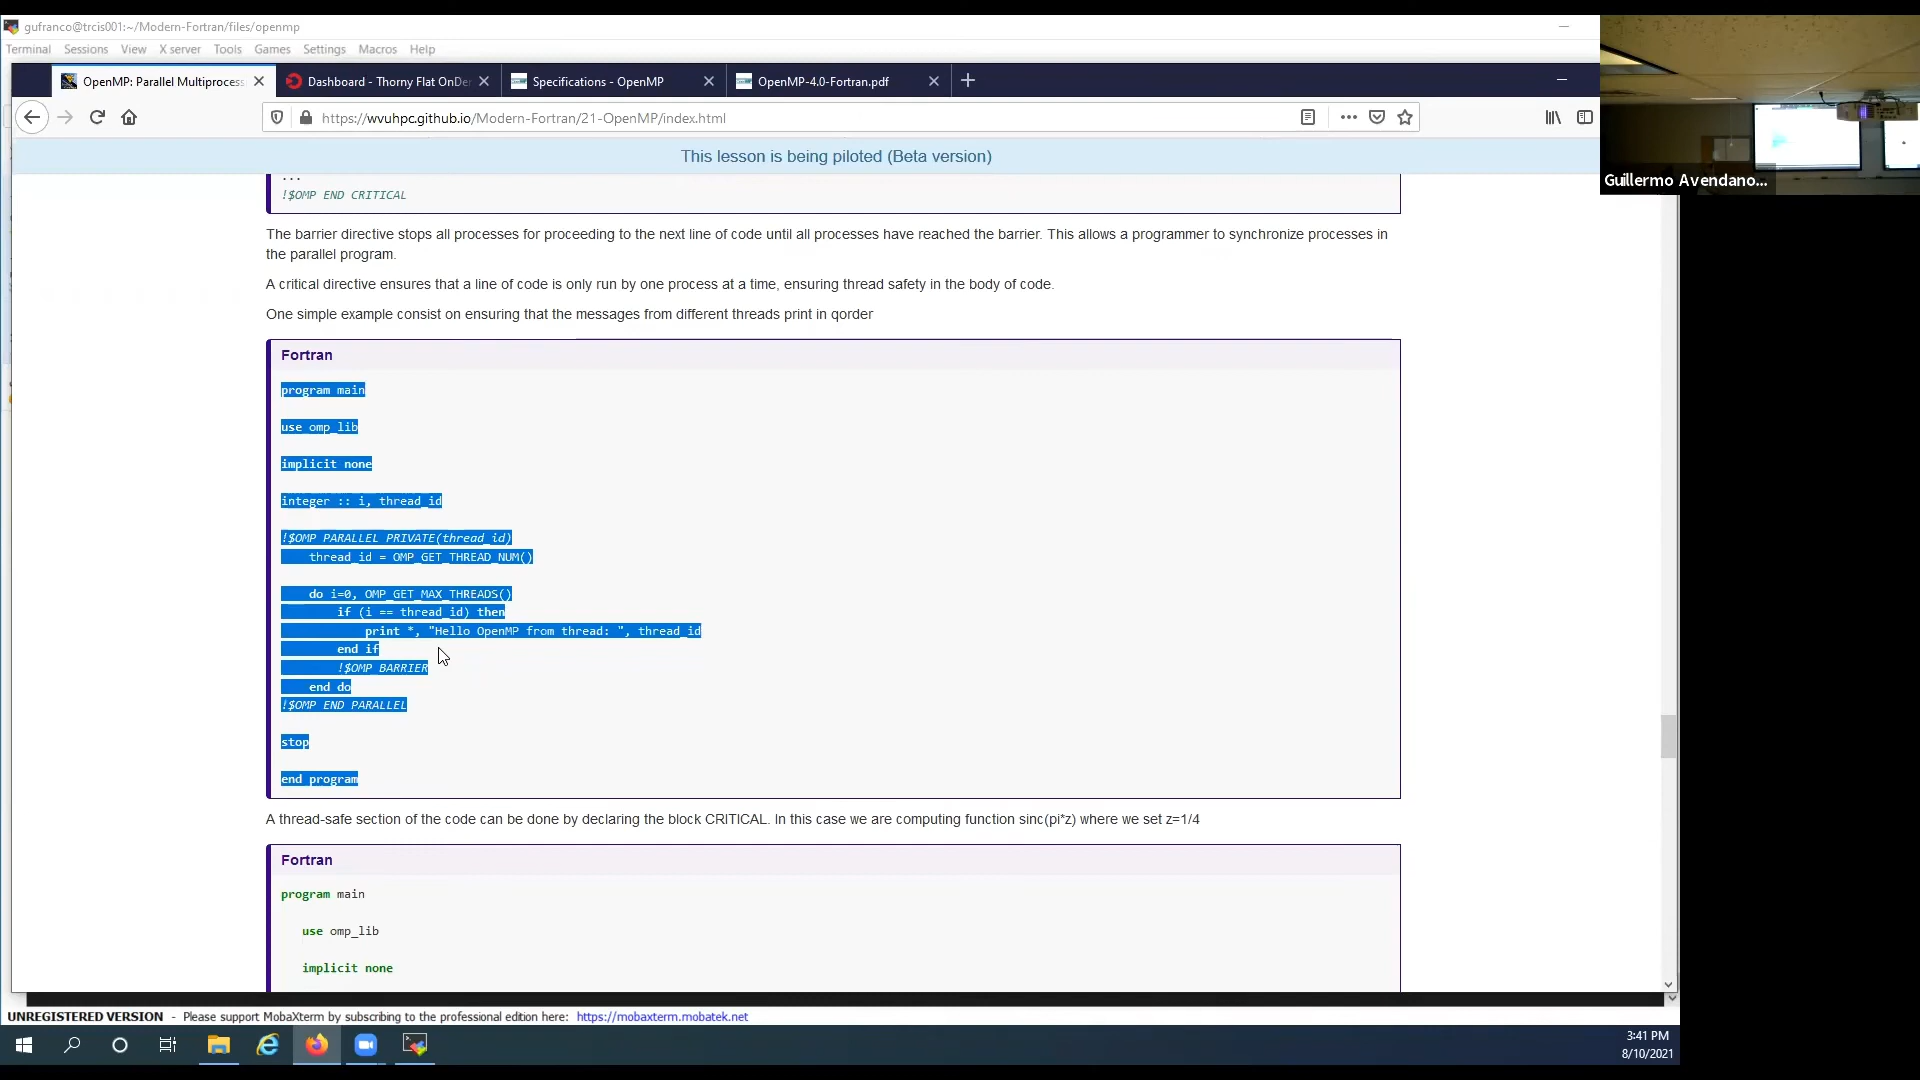 gufranco@trcis001:~/Modern-Fortran/files/openmp
Terminal Sessions View X server Tools Games Settings Macros Help
OpenMP: Parallel Multiprocess
Dashboard - Thorny Flat OnDe
Specifications - OpenMP
OpenMP-4.0-Fortran.pdf
https://wvuhpc.github.io/Modern-Fortran/21-OpenMP/index.html
This lesson is being piloted (Beta version)
Guillermo Avendano...
...
!$OMP END CRITICAL
The barrier directive stops all processes for proceeding to the next line of code until all processes have reached the barrier. This allows a programmer to synchronize processes in
the parallel program.
A critical directive ensures that a line of code is only run by one process at a time, ensuring thread safety in the body of code.
One simple example consist on ensuring that the messages from different threads print in qorder
Fortran
program main
use omp_lib
implicit none
integer :: i, thread_id
!$OMP PARALLEL PRIVATE(thread_id)
thread_id = OMP_GET_THREAD_NUM()
do i=0, OMP_GET_MAX_THREADS()
if (i == thread_id) then
print *, "Hello OpenMP from thread: ", thread_id
end if
!$OMP BARRIER
end do
!$OMP END PARALLEL
stop
end program
A thread-safe section of the code can be done by declaring the block CRITICAL. In this case we are computing function sinc(pi*z) where we set z=1/4
Fortran
program main
use omp_lib
implicit none
UNREGISTERED VERSION - Please support MobaXterm by subscribing to the professional edition here: https://mobaxterm.mobatek.net
3:41 PM
8/10/2021